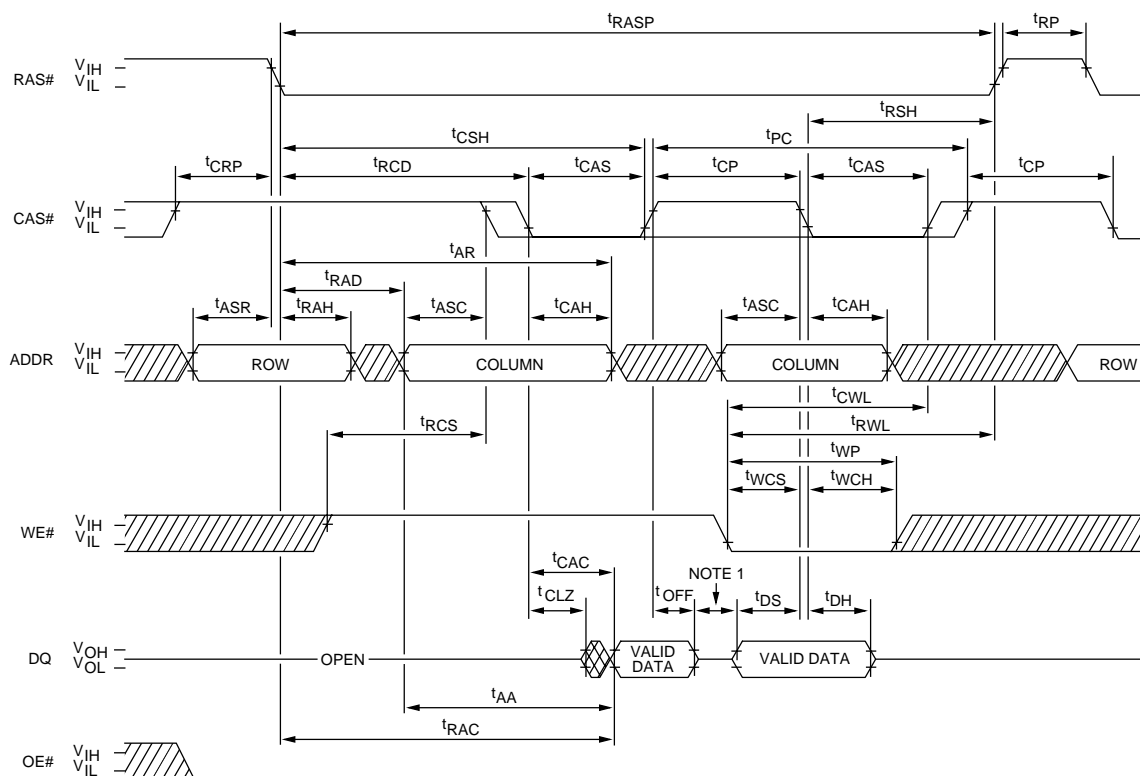 tRASP
tRP
RAS# VIH
VIL
tRSH
tCSH
tPC
tCRP
tRCD
tCAS
tCP
tCAS
tCP
CAS# VIH
VIL
tAR
tRAD
tASR
tRAH
tASC
tCAH
tASC
tCAH
ADDR VIH
VIL
ROW
COLUMN
COLUMN
ROW
tCWL
tRCS
tRWL
tWP
tWCS
tWCH
WE# VIH
VIL
tCAC
NOTE 1
tCLZ
tOFF
tDS
tDH
DQ VOH
VOL
OPEN
VALID
DATA
VALID DATA
tAA
tRAC
OE# VIH
VIL